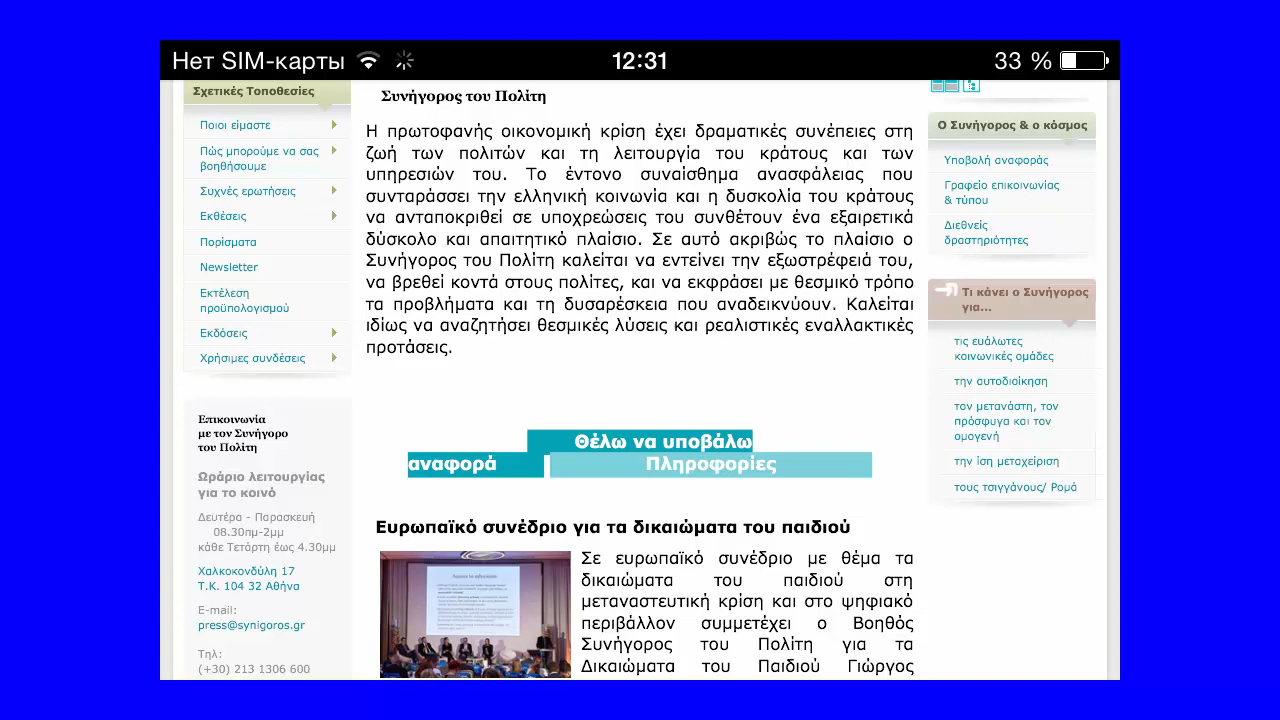 Нет SIM-карты 12:31 33 %
Σχετικές Τοποθεσίες
Ποιοι είμαστε
Πώς μπορούμε να σας
βοηθήσουμε
Συχνές ερωτήσεις
Εκθέσεις
Πορίσματα
Newsletter
Εκτέλεση
προϋπολογισμού
Εκδόσεις
Χρήσιμες συνδέσεις
Επικοινωνία
με τον Συνήγορο
του Πολίτη
Ωράριο λειτουργίας
για το κοινό
Δευτέρα - Παρασκευή
08.30πμ-2μμ
κάθε Τετάρτη έως 4.30μμ
Χαλκοκονδύλη 17
Τ.Κ. 104 32 Αθήνα
E-mail:
press@synigoros.gr
Τηλ:
(+30) 213 1306 600
Συνήγορος του Πολίτη
Η πρωτοφανής οικονομική κρίση έχει δραματικές συνέπειες στη
ζωή των πολιτών και τη λειτουργία του κράτους και των
υπηρεσιών του. Το έντονο συναίσθημα ανασφάλειας που
συνταράσσει την ελληνική κοινωνία και η δυσκολία του κράτους
να ανταποκριθεί σε υποχρεώσεις του συνθέτουν ένα εξαιρετικά
δύσκολο και απαιτητικό πλαίσιο. Σε αυτό ακριβώς το πλαίσιο ο
Συνήγορος του Πολίτη καλείται να εντείνει την εξωστρέφειά του,
να βρεθεί κοντά στους πολίτες, και να εκφράσει με θεσμικό τρόπο
τα προβλήματα και τη δυσαρέσκεια που αναδεικνύουν. Καλείται
ιδίως να αναζητήσει θεσμικές λύσεις και ρεαλιστικές εναλλακτικές
προτάσεις.
Θέλω να υποβάλω
αναφορά Πληροφορίες
Ευρωπαϊκό συνέδριο για τα δικαιώματα του παιδιού
Σε ευρωπαϊκό συνέδριο με θέμα τα
δικαιώματα του παιδιού στη
μεταναστευτική κρίση και στο ψηφιακό
περιβάλλον συμμετέχει ο Βοηθός
Συνήγορος του Πολίτη για τα
Δικαιώματα του Παιδιού Γιώργος
Ο Συνήγορος & ο κόσμος
Υποβολή αναφοράς
Γραφείο επικοινωνίας
& τύπου
Διεθνείς
δραστηριότητες
Τι κάνει ο Συνήγορος
για...
τις ευάλωτες
κοινωνικές ομάδες
την αυτοδιοίκηση
τον μετανάστη, τον
πρόσφυγα και τον
ομογενή
την ίση μεταχείριση
τους τσιγγάνους/ Ρομά